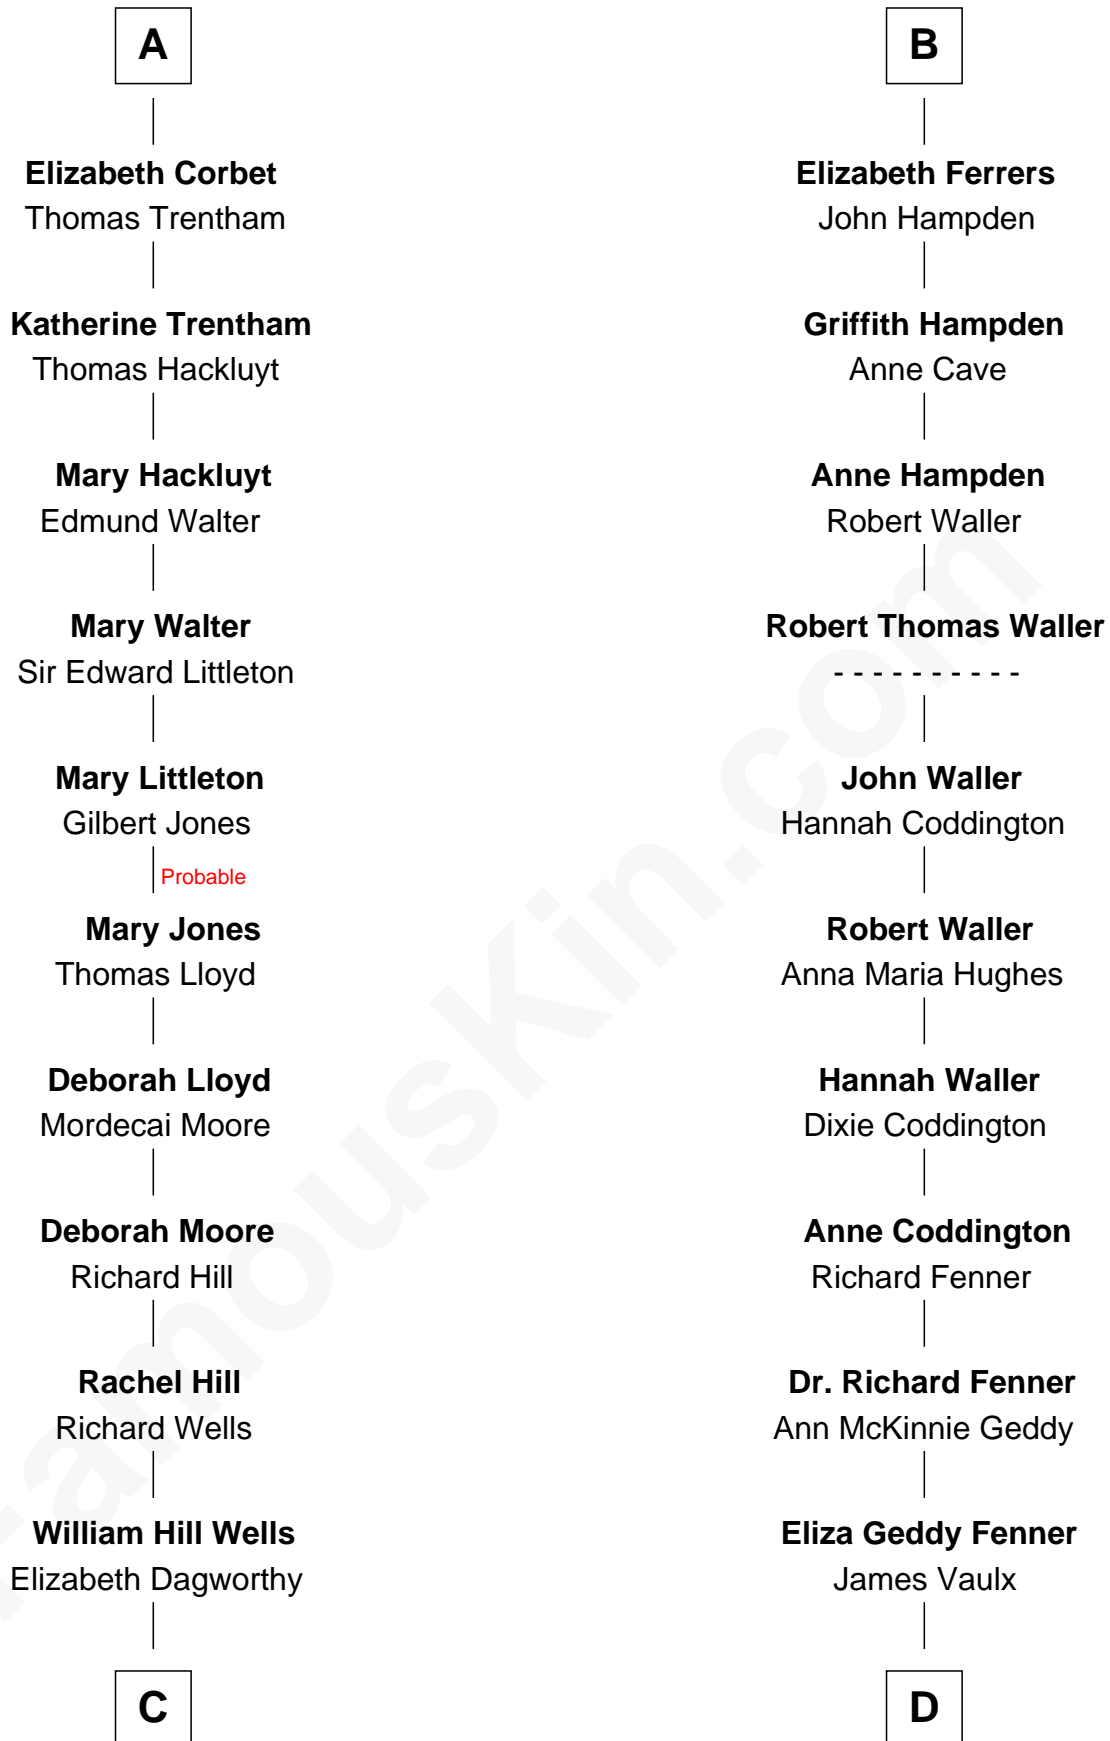 A
Elizabeth Corbet
Thomas Trentham
Katherine Trentham
Thomas Hackluyt
Mary Hackluyt
Edmund Walter
Mary Walter
Sir Edward Littleton
Mary Littleton
Gilbert Jones
Probable
Mary Jones
Thomas Lloyd
Deborah Lloyd
Mordecai Moore
Deborah Moore
Richard Hill
Rachel Hill
Richard Wells
William Hill Wells
Elizabeth Dagworthy
C
B
Elizabeth Ferrers
John Hampden
Griffith Hampden
Anne Cave
Anne Hampden
Robert Waller
Robert Thomas Waller
- - - - - - - - - -
John Waller
Hannah Coddington
Robert Waller
Anna Maria Hughes
Hannah Waller
Dixie Coddington
Anne Coddington
Richard Fenner
Dr. Richard Fenner
Ann McKinnie Geddy
Eliza Geddy Fenner
James Vaulx
D
FamousKin.com